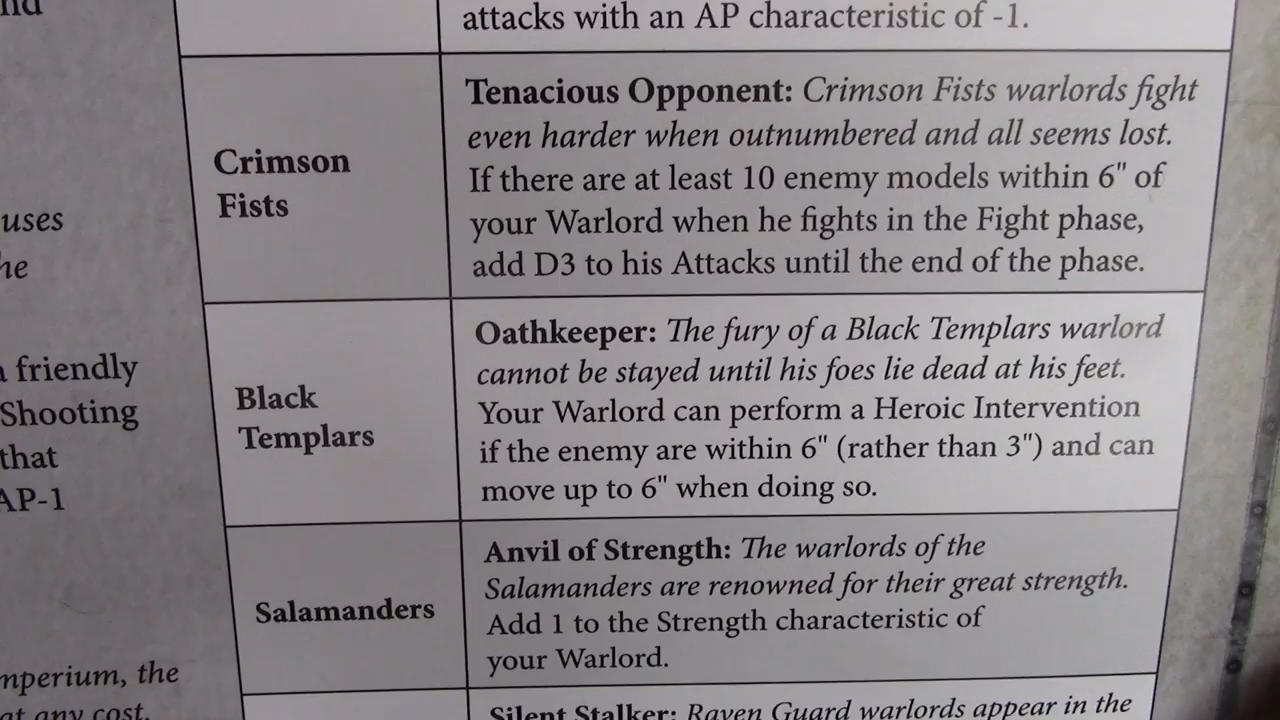 nd
uses
he
friendly
Shooting
that
AP-1
mperium, the
at any cost.
attacks with an AP characteristic of -1.
Crimson
Fists
Tenacious Opponent: Crimson Fists warlords fight
even harder when outnumbered and all seems lost.
If there are at least 10 enemy models within 6" of
your Warlord when he fights in the Fight phase,
add D3 to his Attacks until the end of the phase.
Black
Templars
Oathkeeper: The fury of a Black Templars warlord
cannot be stayed until his foes lie dead at his feet.
Your Warlord can perform a Heroic Intervention
if the enemy are within 6" (rather than 3") and can
move up to 6" when doing so.
Salamanders
Anvil of Strength: The warlords of the
Salamanders are renowned for their great strength.
Add 1 to the Strength characteristic of
your Warlord.
Silent Stalker: Raven Guard warlords appear in the